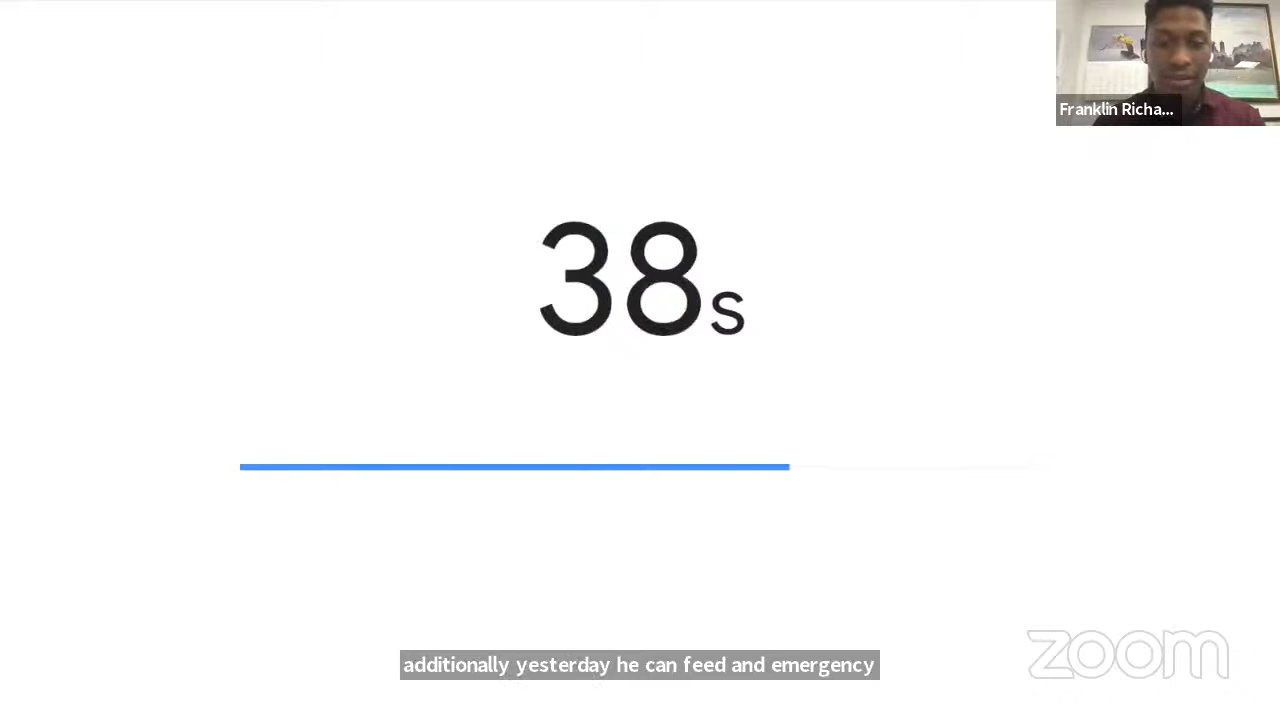 Franklin Richa...
38s
additionally yesterday he can feed and emergency
zoom